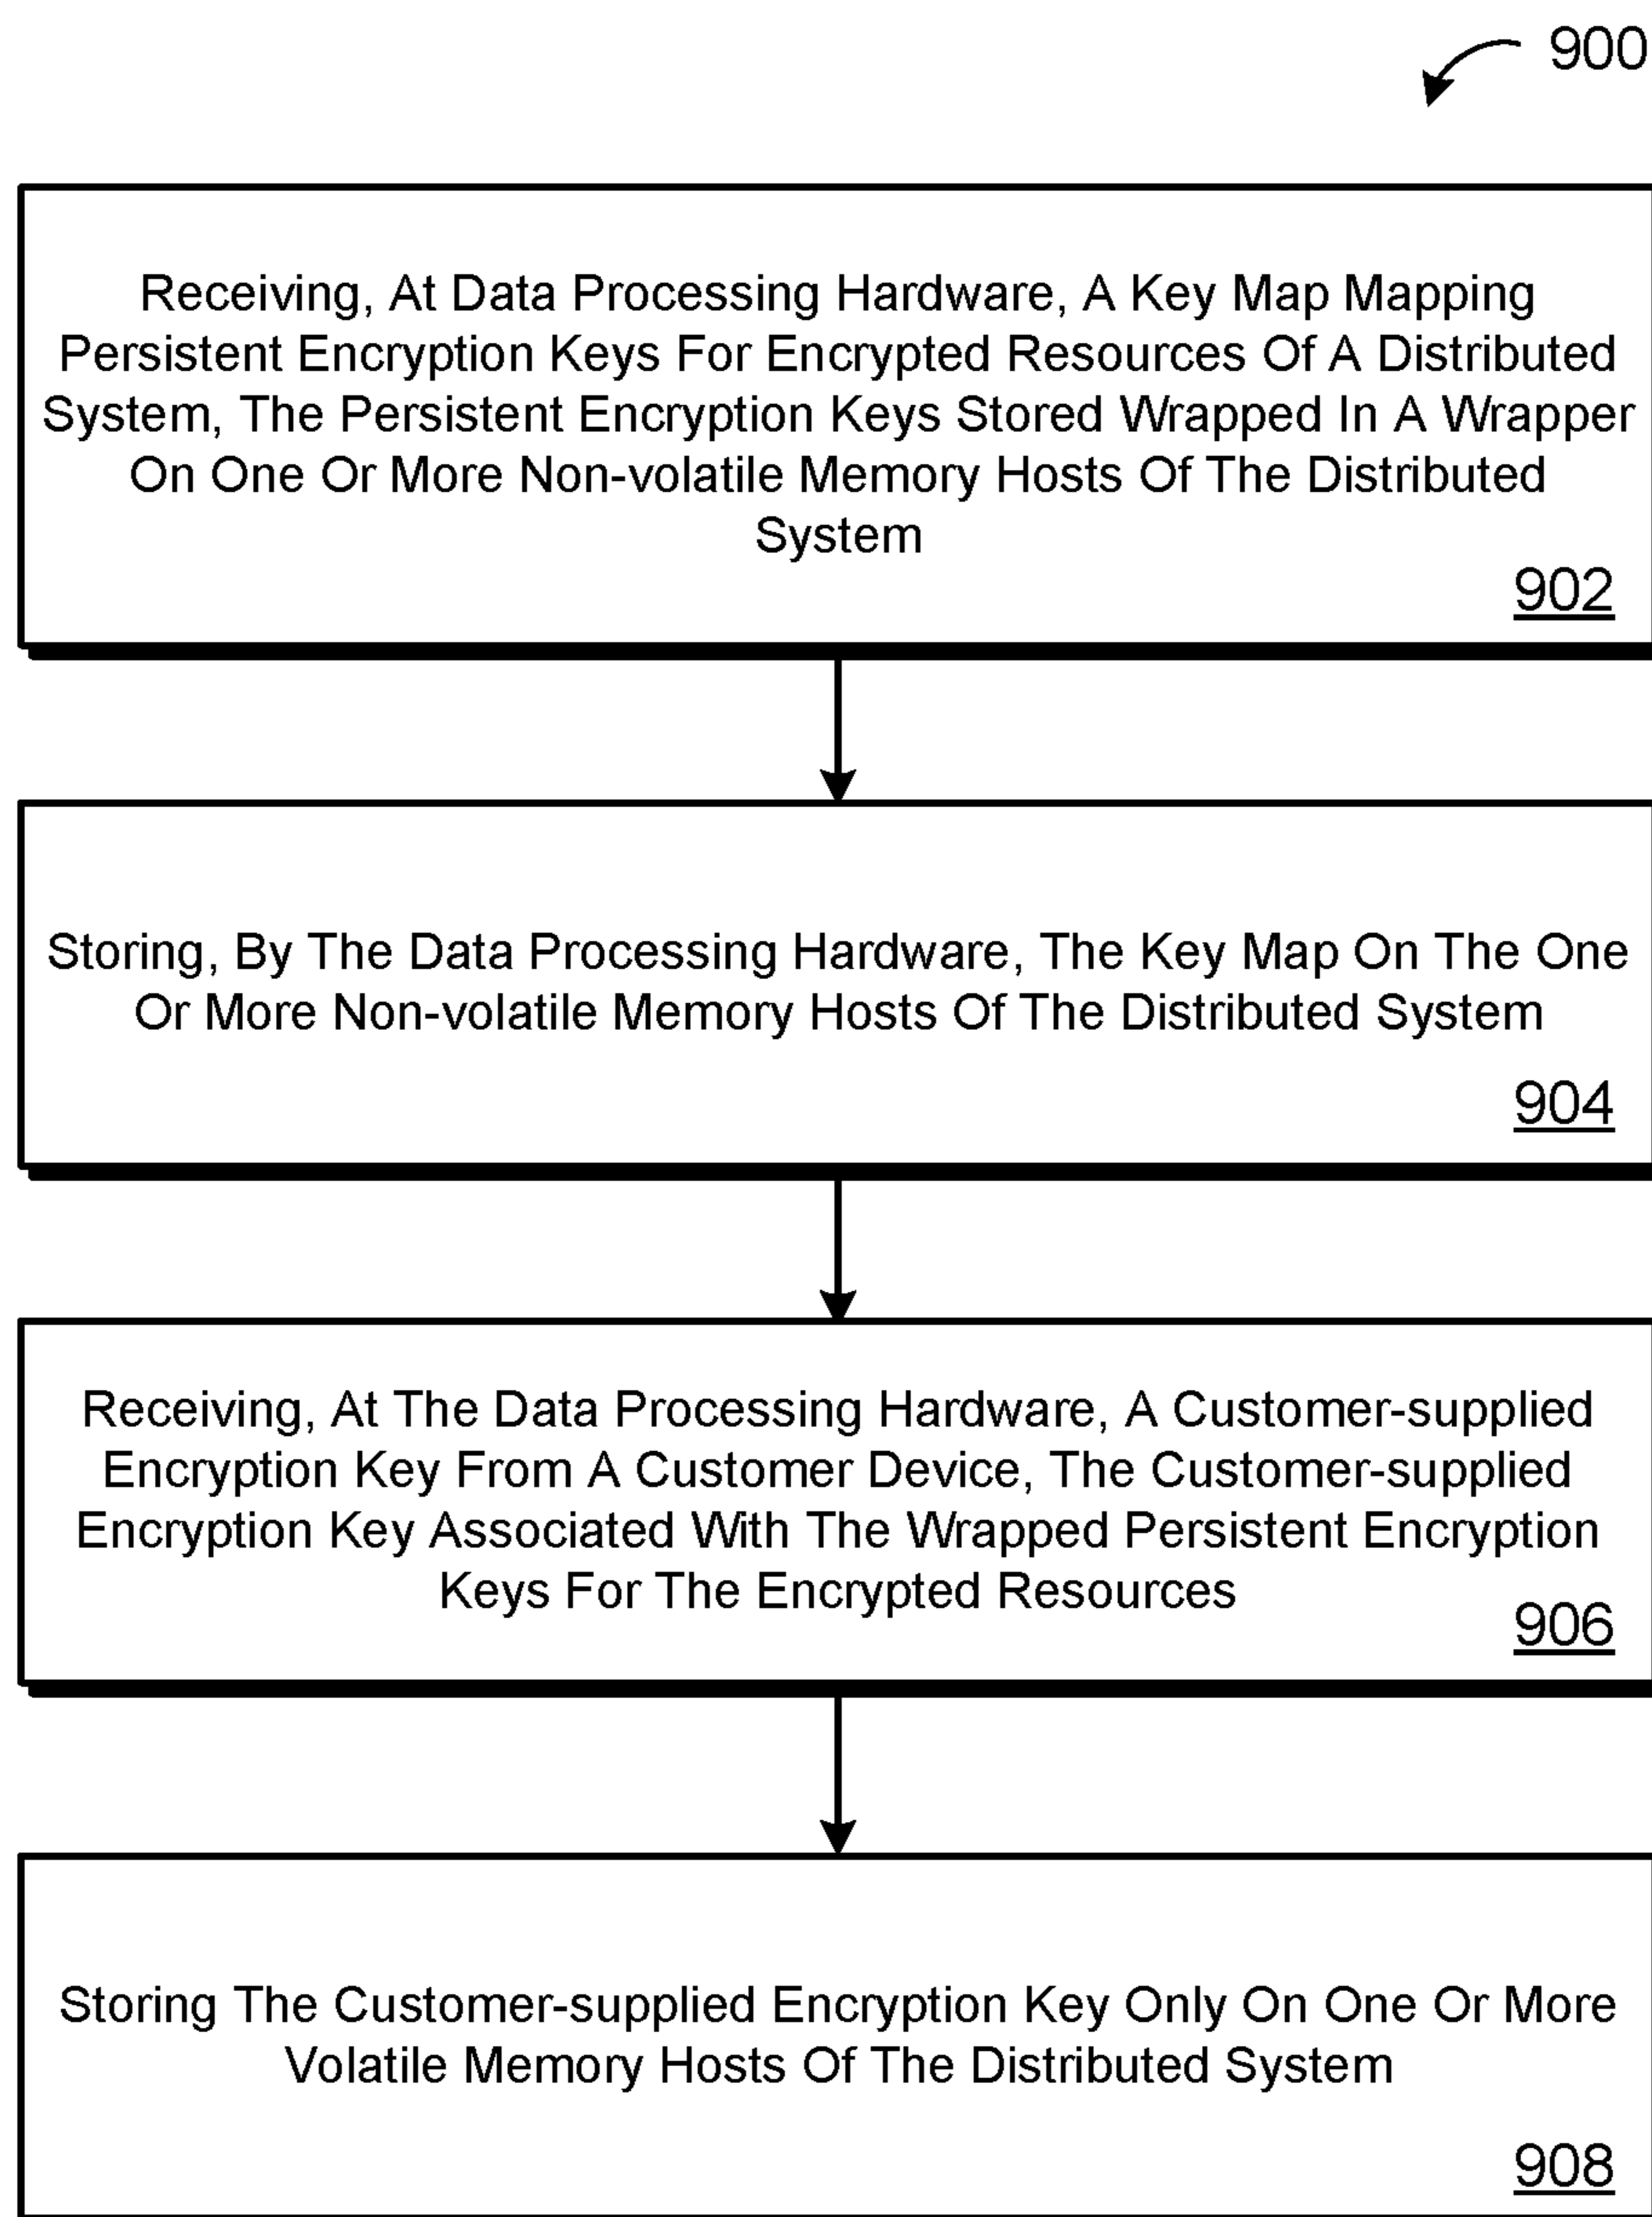 900
Receiving, At Data Processing Hardware, A Key Map Mapping
Persistent Encryption Keys For Encrypted Resources Of A Distributed
System, The Persistent Encryption Keys Stored Wrapped In A Wrapper
On One Or More Non-volatile Memory Hosts Of The Distributed
System
902
Storing, By The Data Processing Hardware, The Key Map On The One
Or More Non-volatile Memory Hosts Of The Distributed System
904
Receiving, At The Data Processing Hardware, A Customer-supplied
Encryption Key From A Customer Device, The Customer-supplied
Encryption Key Associated With The Wrapped Persistent Encryption
Keys For The Encrypted Resources
906
Storing The Customer-supplied Encryption Key Only On One Or More
Volatile Memory Hosts Of The Distributed System
908